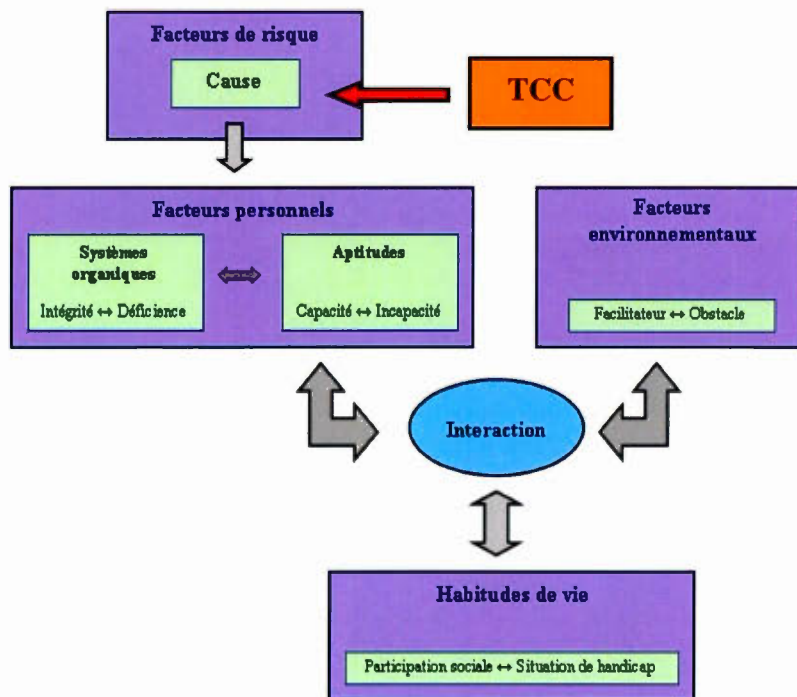 Facteurs de risque
Cause
TCC
Facteurs personnels
Systèmes
organiques
Intégrité ↔ Déficience
Aptitudes
Capacité ↔ Incapacité
Facteurs
environnementaux
Facilitateur ↔ Obstacle
Interaction
Habitudes de vie
Participation sociale ↔ Situation de handicap